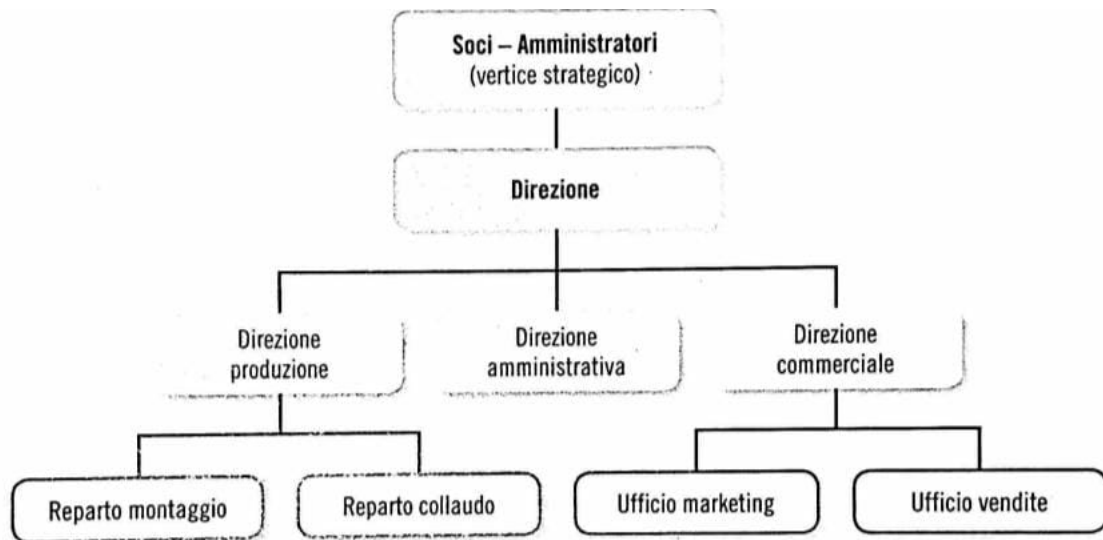 Soci – Amministratori
(vertice strategico)
Direzione
Direzione
produzione
Direzione
amministrativa
Direzione
commerciale
Reparto montaggio
Reparto collaudo
Ufficio marketing
Ufficio vendite